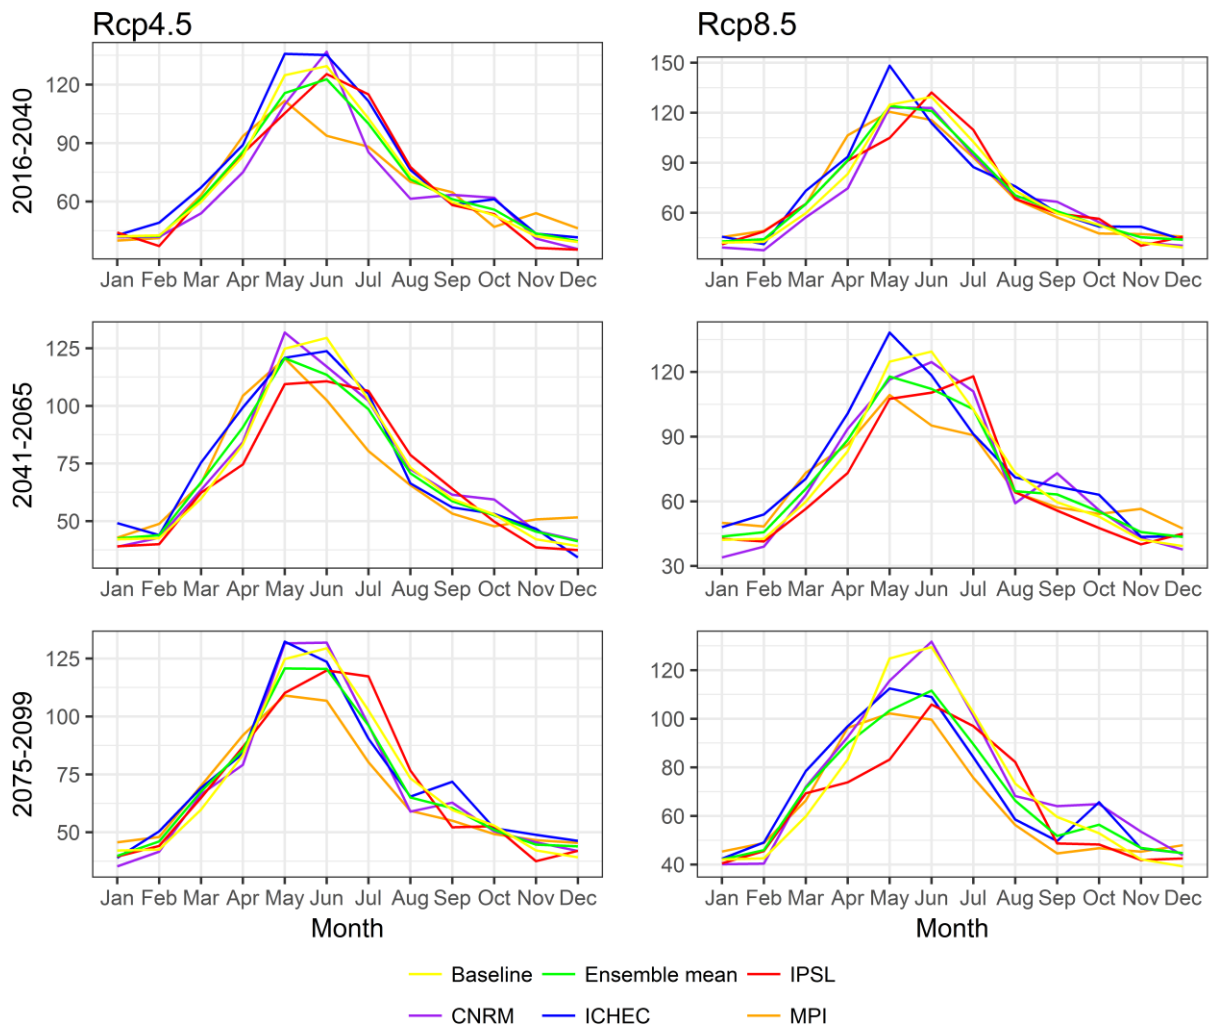 Rcp4.5
Rcp8.5
2016-2040
120
90
60
Jan Feb Mar Apr May Jun Jul Aug Sep Oct Nov Dec
150
120
90
60
Jan Feb Mar Apr May Jun Jul Aug Sep Oct Nov Dec
2041-2065
125
100
75
50
Jan Feb Mar Apr May Jun Jul Aug Sep Oct Nov Dec
120
90
60
30
Jan Feb Mar Apr May Jun Jul Aug Sep Oct Nov Dec
2075-2099
125
100
75
50
Jan Feb Mar Apr May Jun Jul Aug Sep Oct Nov Dec
Month
120
100
80
60
40
Jan Feb Mar Apr May Jun Jul Aug Sep Oct Nov Dec
Month
Baseline Ensemble mean IPSL
CNRM ICHEC MPI